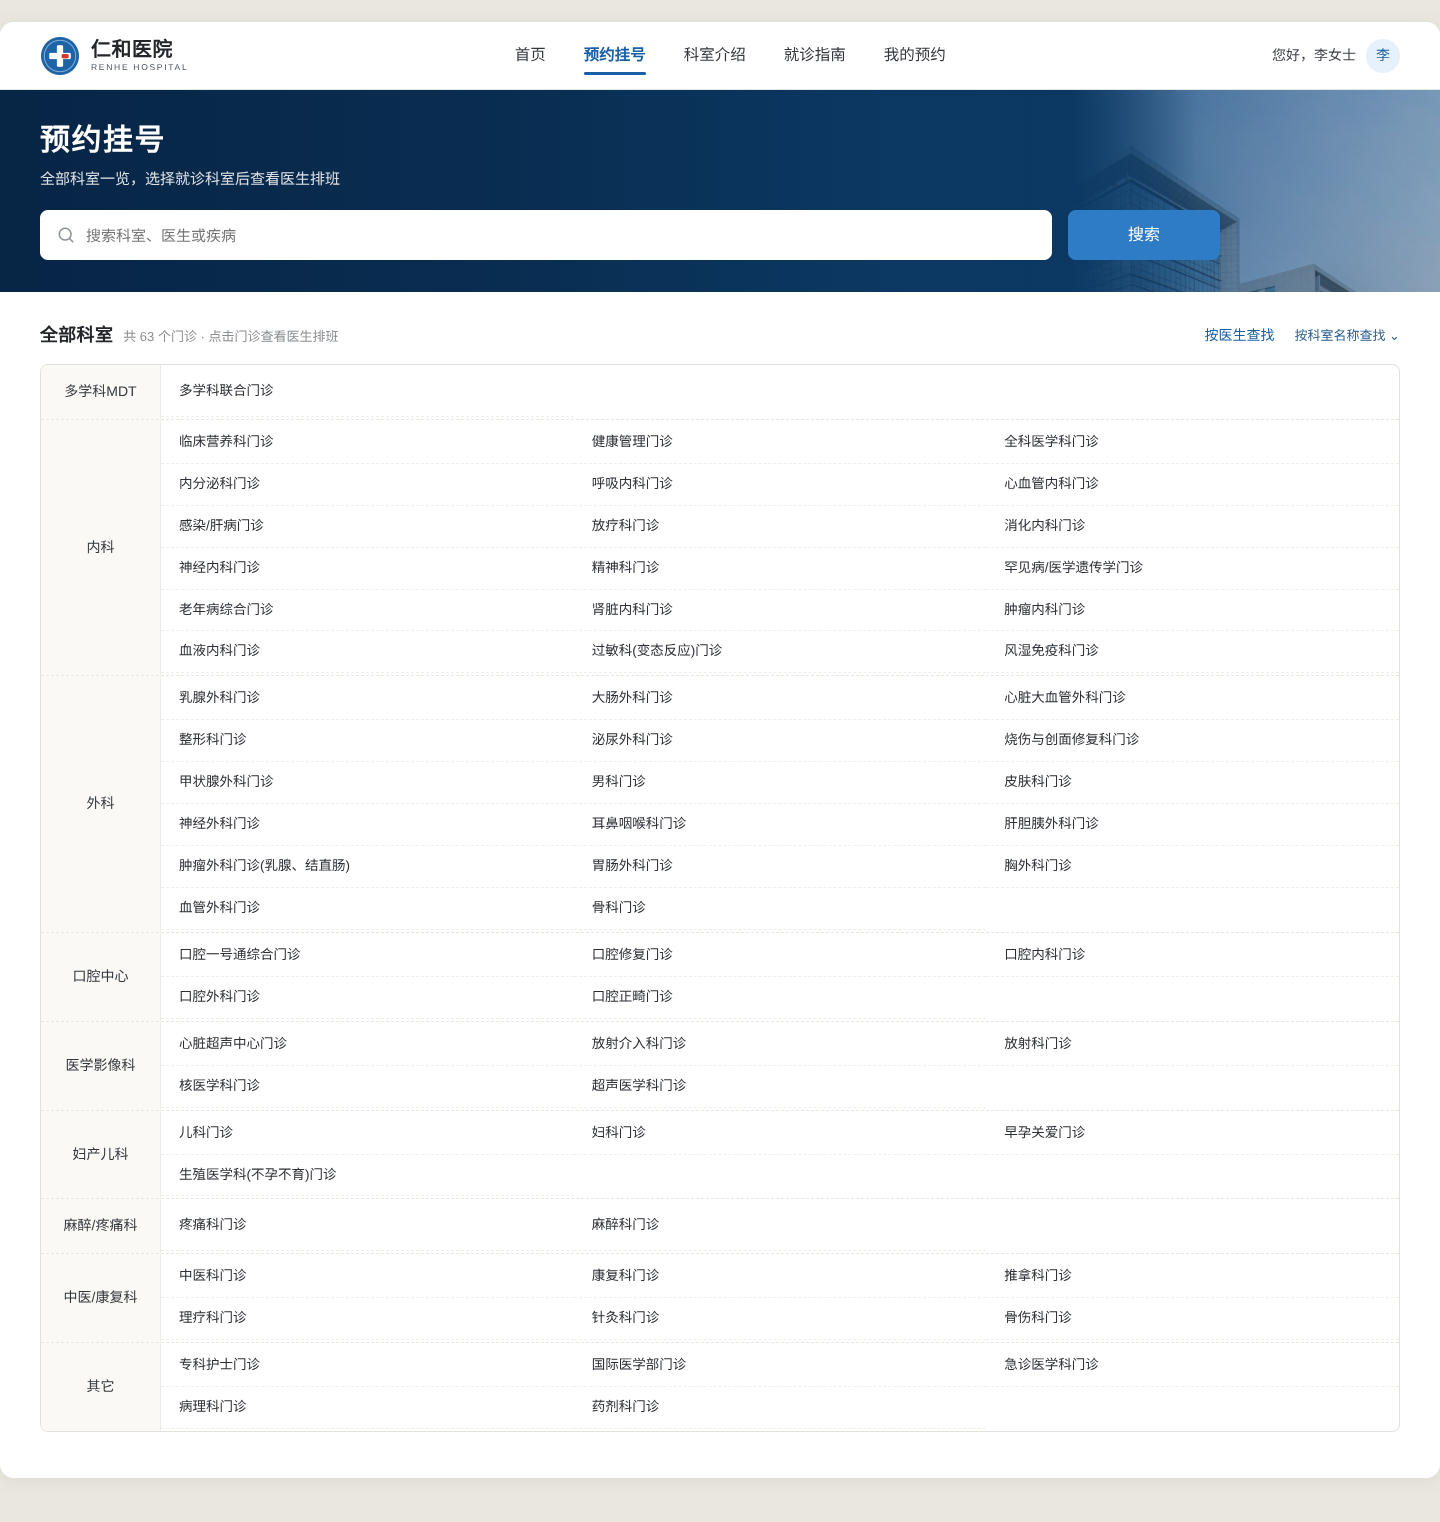 仁和医院
RENHE HOSPITAL
首页 预约挂号 科室介绍 就诊指南 我的预约
您好，李女士 李
预约挂号
全部科室一览，选择就诊科室后查看医生排班
搜索科室、医生或疾病 搜索
全部科室 共 63 个门诊 · 点击门诊查看医生排班 按医生查找 按科室名称查找
多学科MDT 多学科联合门诊
临床营养科门诊 健康管理门诊 全科医学科门诊
内分泌科门诊 呼吸内科门诊 心血管内科门诊
感染/肝病门诊 放疗科门诊 消化内科门诊
内科
神经内科门诊 精神科门诊 罕见病/医学遗传学门诊
老年病综合门诊 肾脏内科门诊 肿瘤内科门诊
血液内科门诊 过敏科(变态反应)门诊 风湿免疫科门诊
乳腺外科门诊 大肠外科门诊 心脏大血管外科门诊
整形科门诊 泌尿外科门诊 烧伤与创面修复科门诊
甲状腺外科门诊 男科门诊 皮肤科门诊
外科
神经外科门诊 耳鼻咽喉科门诊 肝胆胰外科门诊
肿瘤外科门诊(乳腺、结直肠) 胃肠外科门诊 胸外科门诊
血管外科门诊 骨科门诊
口腔一号通综合门诊 口腔修复门诊 口腔内科门诊
口腔中心
口腔外科门诊 口腔正畸门诊
心脏超声中心门诊 放射介入科门诊 放射科门诊
医学影像科
核医学科门诊 超声医学科门诊
儿科门诊 妇科门诊 早孕关爱门诊
妇产儿科
生殖医学科(不孕不育)门诊
麻醉/疼痛科 疼痛科门诊 麻醉科门诊
中医科门诊 康复科门诊 推拿科门诊
中医/康复科
理疗科门诊 针灸科门诊 骨伤科门诊
专科护士门诊 国际医学部门诊 急诊医学科门诊
其它
病理科门诊 药剂科门诊